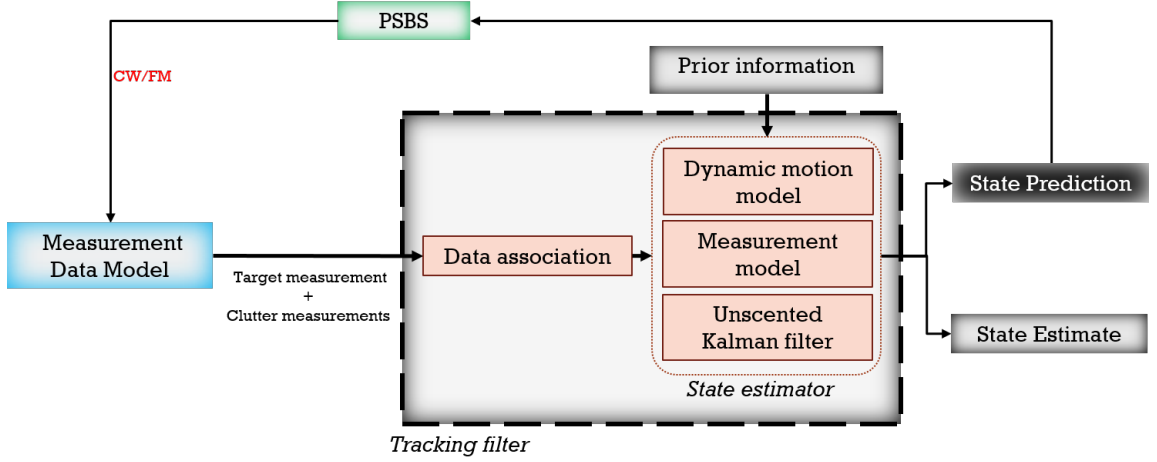 PSBS
CW/FM
Prior information
Dynamic motion
model
State Prediction
Measurement
Data Model
Data association
Measurement
model
Target measurement
+
Clutter measurements
Unscented
Kalman filter
State Estimate
State estimator
Tracking filter